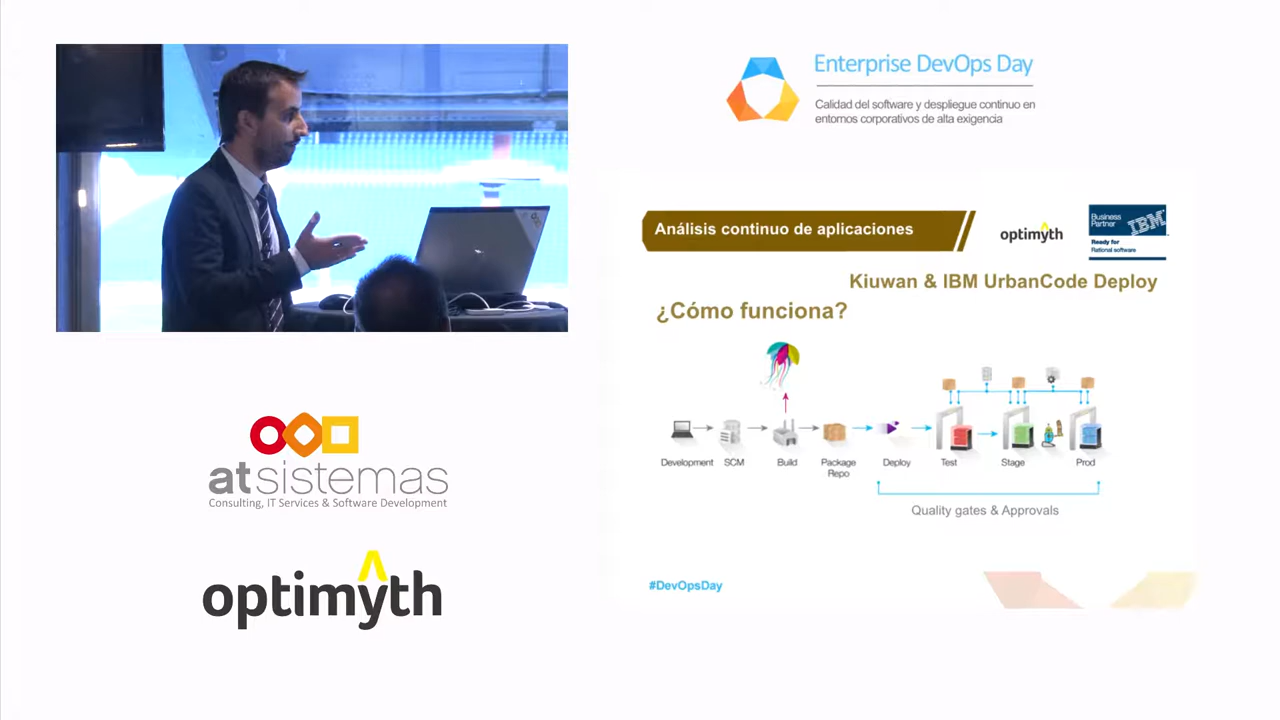 Enterprise DevOps Day
Calidad del software y despliegue continuo en
entornos corporativos de alta exigencia
Análisis continuo de aplicaciones
optimyth
Business
Partner
IBM
Ready for
Rational software
Kiuwan & IBM UrbanCode Deploy
¿Cómo funciona?
Development
SCM
Build
Package
Repo
Deploy
Test
Stage
Prod
Quality gates & Approvals
#DevOpsDay
atsistemas
Consulting, IT Services & Software Development
optimyth